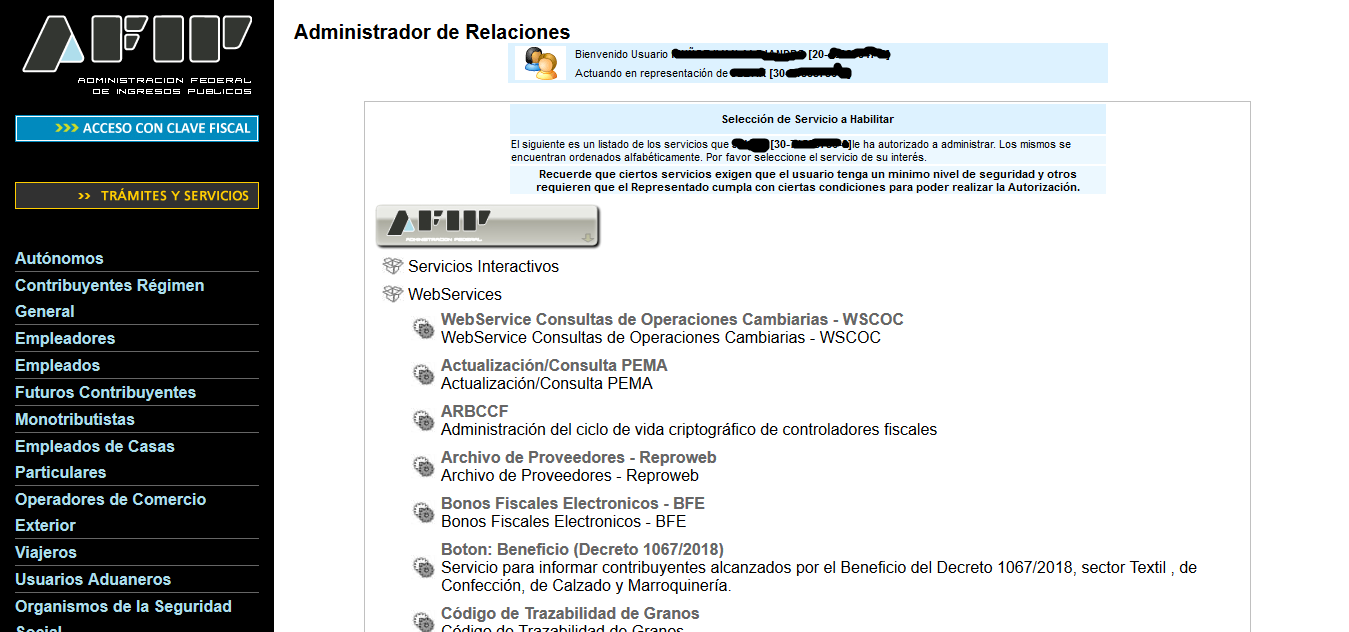 AFIP
ADMINISTRACION FEDERAL
DE INGRESOS PUBLICOS
>>> ACCESO CON CLAVE FISCAL
>> TRÁMITES Y SERVICIOS
Autónomos
Contribuyentes Régimen
General
Empleadores
Empleados
Futuros Contribuyentes
Monotributistas
Empleados de Casas
Particulares
Operadores de Comercio
Exterior
Viajeros
Usuarios Aduaneros
Organismos de la Seguridad
Social
Administrador de Relaciones
Bienvenido Usuario [20-
Actuando en representación de [30
Selección de Servicio a Habilitar
El siguiente es un listado de los servicios que [30- ]le ha autorizado a administrar. Los mismos se
encuentran ordenados alfabéticamente. Por favor seleccione el servicio de su interés.
Recuerde que ciertos servicios exigen que el usuario tenga un minimo nivel de seguridad y otros
requieren que el Representado cumpla con ciertas condiciones para poder realizar la Autorización.
AFIP
ADMINISTRACION FEDERAL
Servicios Interactivos
WebServices
WebService Consultas de Operaciones Cambiarias - WSCOC
WebService Consultas de Operaciones Cambiarias - WSCOC
Actualización/Consulta PEMA
Actualización/Consulta PEMA
ARBCCF
Administración del ciclo de vida criptográfico de controladores fiscales
Archivo de Proveedores - Reproweb
Archivo de Proveedores - Reproweb
Bonos Fiscales Electronicos - BFE
Bonos Fiscales Electronicos - BFE
Boton: Beneficio (Decreto 1067/2018)
Servicio para informar contribuyentes alcanzados por el Beneficio del Decreto 1067/2018, sector Textil , de
Confección, de Calzado y Marroquinería.
Código de Trazabilidad de Granos
Código de Trazabilidad de Granos